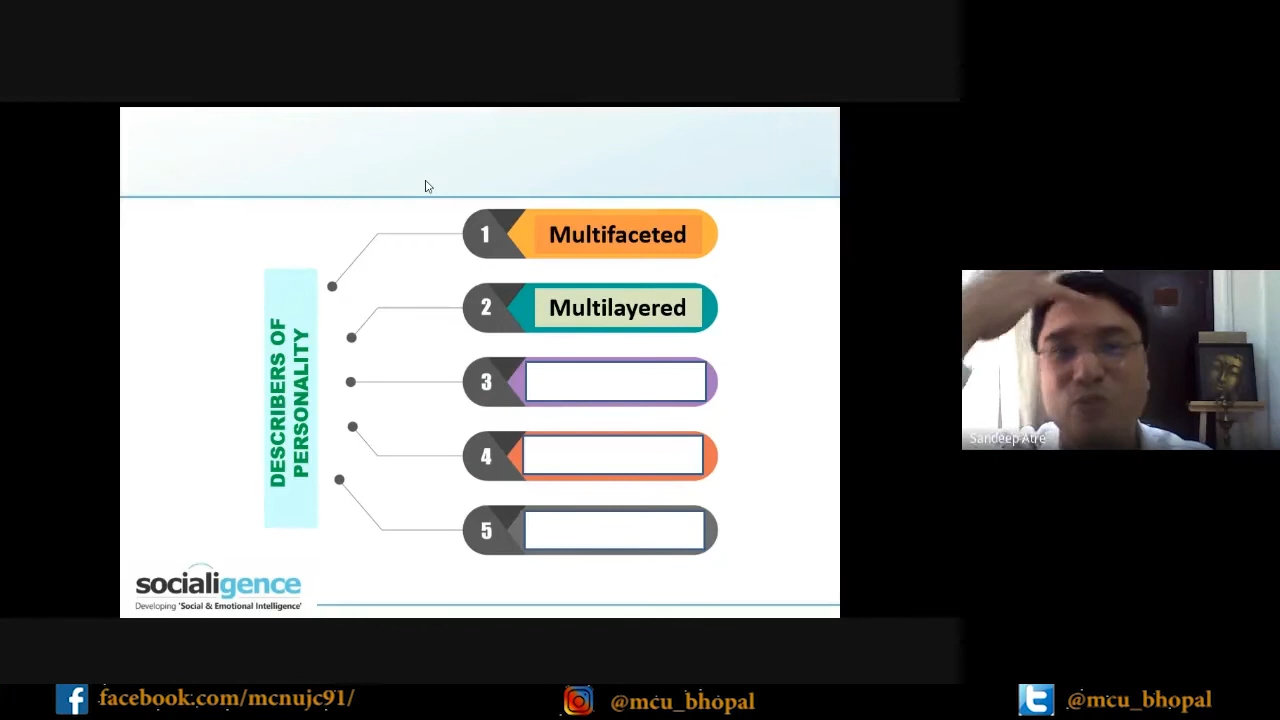 1 Multifaceted
2 Multilayered
3
4
5
DESCRIBERS OF
PERSONALITY
socialigence
Developing 'Social & Emotional Intelligence'
Sandeep Atre
facebook.com/mcnujc91/
@mcu_bhopal
@mcu_bhopal